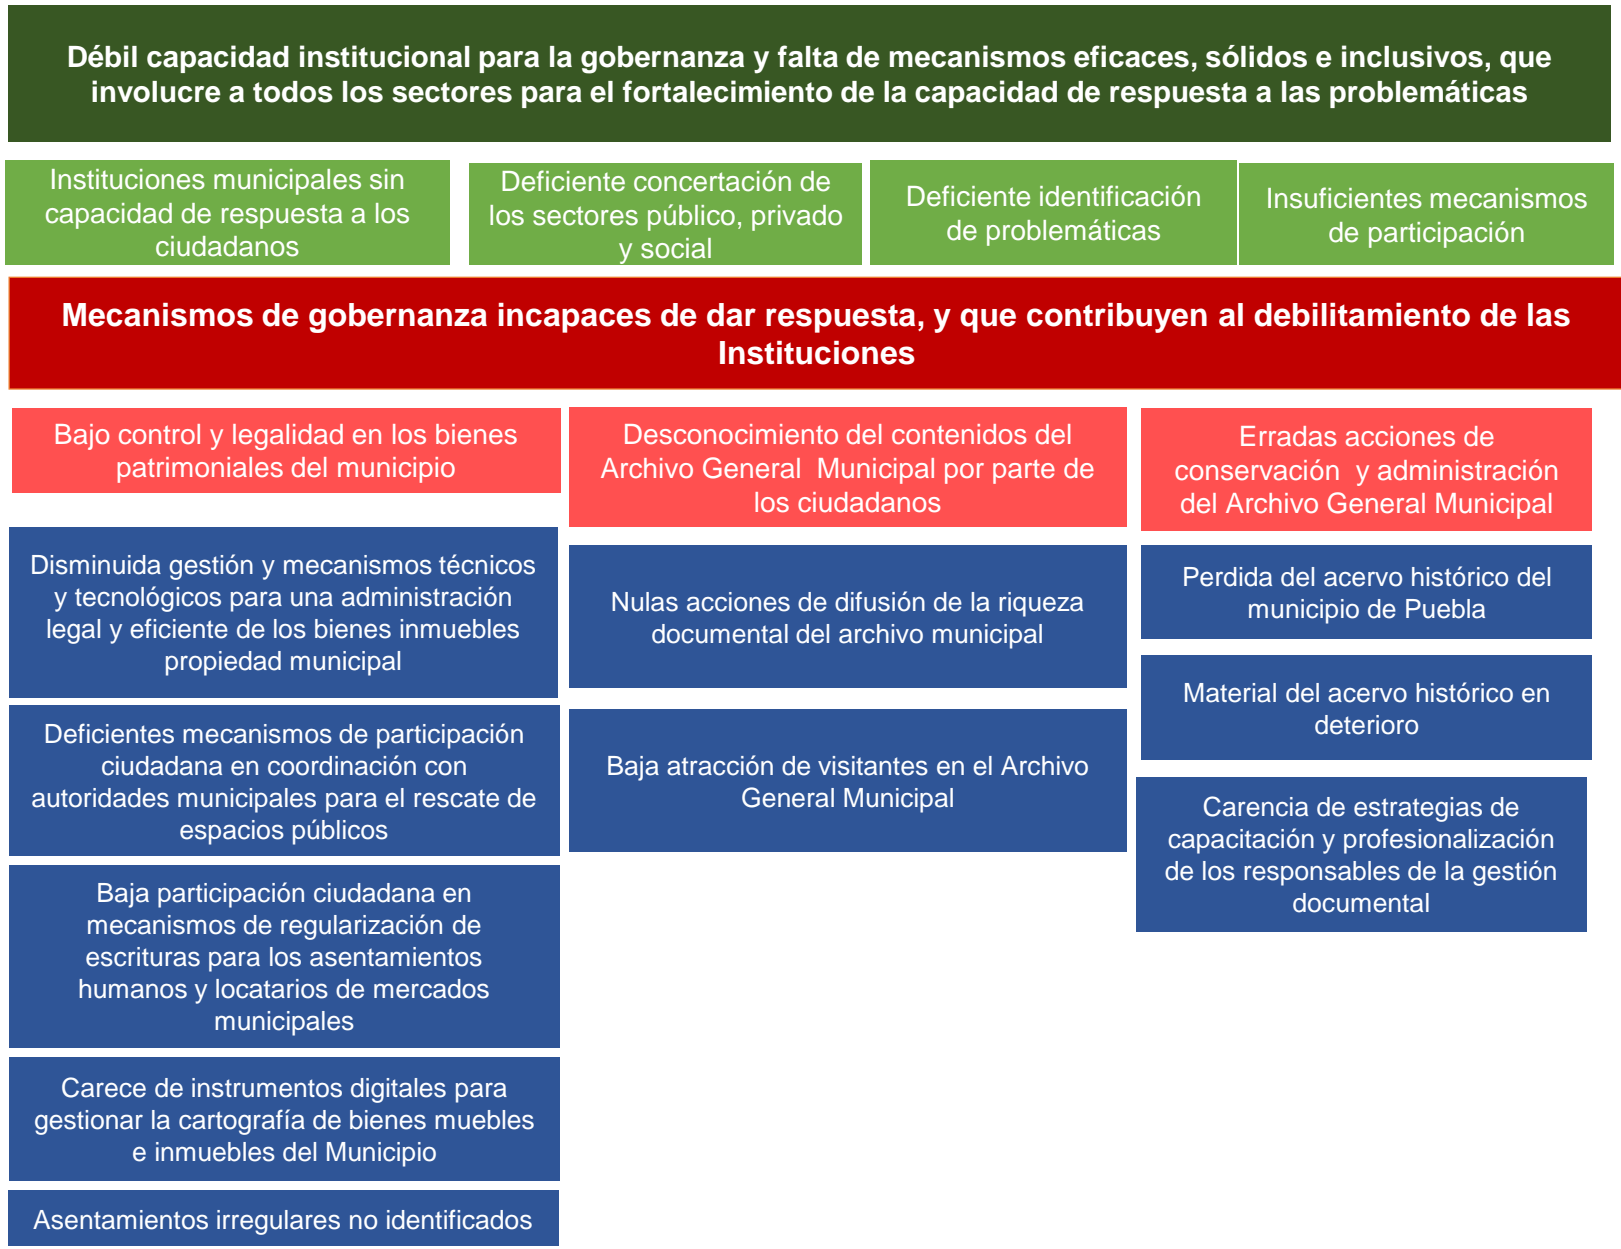 Débil capacidad institucional para la gobernanza y falta de mecanismos eficaces, sólidos e inclusivos, que
involucre a todos los sectores para el fortalecimiento de la capacidad de respuesta a las problemáticas
Instituciones municipales sin
capacidad de respuesta a los
ciudadanos
Deficiente concertación de
los sectores público, privado
y social
Deficiente identificación
de problemáticas
Insuficientes mecanismos
de participación
Mecanismos de gobernanza incapaces de dar respuesta, y que contribuyen al debilitamiento de las
Instituciones
Bajo control y legalidad en los bienes
patrimoniales del municipio
Disminuida gestión y mecanismos técnicos
y tecnológicos para una administración
legal y eficiente de los bienes inmuebles
propiedad municipal
Deficientes mecanismos de participación
ciudadana en coordinación con
autoridades municipales para el rescate de
espacios públicos
Baja participación ciudadana en
mecanismos de regularización de
escrituras para los asentamientos
humanos y locatarios de mercados
municipales
Carece de instrumentos digitales para
gestionar la cartografía de bienes muebles
e inmuebles del Municipio
Asentamientos irregulares no identificados
Desconocimiento del contenidos del
Archivo General  Municipal por parte de
los ciudadanos
Nulas acciones de difusión de la riqueza
documental del archivo municipal
Baja atracción de visitantes en el Archivo
General Municipal
Erradas acciones de
conservación  y administración
del Archivo General Municipal
Perdida del acervo histórico del
municipio de Puebla
Material del acervo histórico en
deterioro
Carencia de estrategias de
capacitación y profesionalización
de los responsables de la gestión
documental